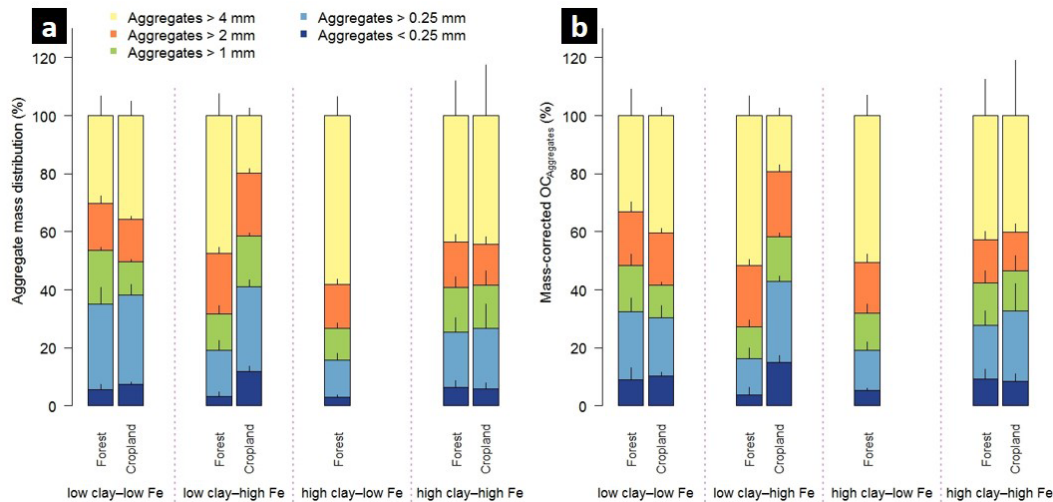 a
Aggregates > 4 mm
Aggregates > 2 mm
Aggregates > 1 mm
Aggregates > 0.25 mm
Aggregates < 0.25 mm
Aggregate mass distribution (%)
120
100
80
60
40
20
0
Forest
Cropland
Forest
Cropland
Forest
Forest
Cropland
low clay–low Fe
low clay–high Fe
high clay–low Fe
high clay–high Fe
b
Mass-corrected OCAggregates (%)
120
100
80
60
40
20
0
Forest
Cropland
Forest
Cropland
Forest
Forest
Cropland
low clay–low Fe
low clay–high Fe
high clay–low Fe
high clay–high Fe